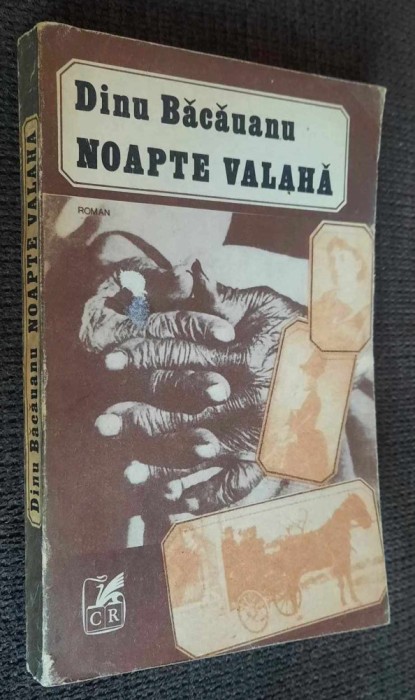 Dinu Băcăuanu
NOAPTE VALAHĂ
ROMAN
Dinu Băcăuanu NOAPTE VALAHĂ
CR